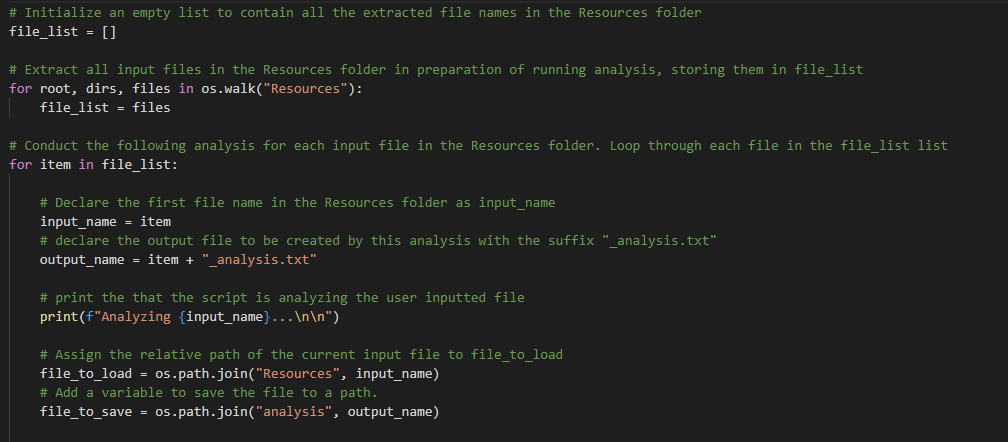 # Initialize an empty list to contain all the extracted file names in the Resources folder
file_list = []
# Extract all input files in the Resources folder in preparation of running analysis, storing them in file_list
for root, dirs, files in os.walk("Resources"):
    file_list = files
# Conduct the following analysis for each input file in the Resources folder. Loop through each file in the file_list list
for item in file_list:
    # Declare the first file name in the Resources folder as input_name
    input_name = item
    # declare the output file to be created by this analysis with the suffix "_analysis.txt"
    output_name = item + "_analysis.txt"
    # print the that the script is analyzing the user inputted file
    print(f"Analyzing {input_name}...\n\n")
    # Assign the relative path of the current input file to file_to_load
    file_to_load = os.path.join("Resources", input_name)
    # Add a variable to save the file to a path.
    file_to_save = os.path.join("analysis", output_name)